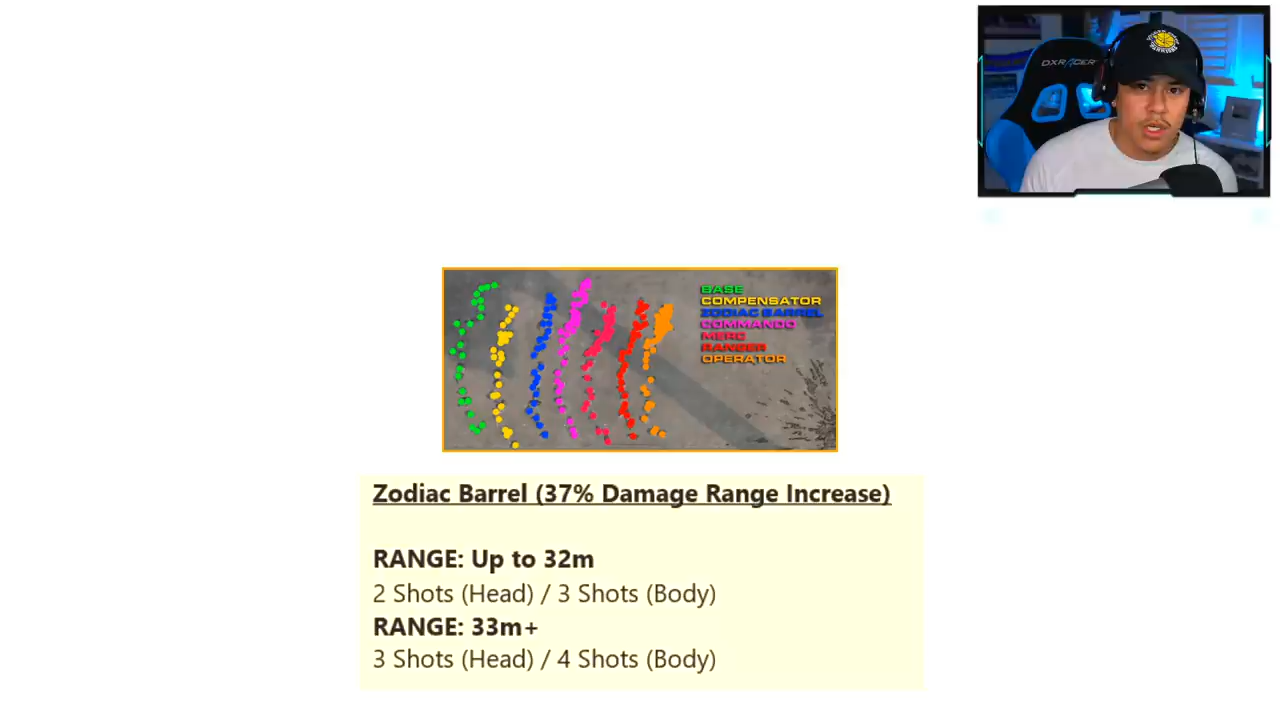 DXRACER
BASE
COMPENSATOR
ZODIAC BARREL
COMMANDO
MERC
RANGER
OPERATOR
Zodiac Barrel (37% Damage Range Increase)
RANGE: Up to 32m
2 Shots (Head) / 3 Shots (Body)
RANGE: 33m+
3 Shots (Head) / 4 Shots (Body)